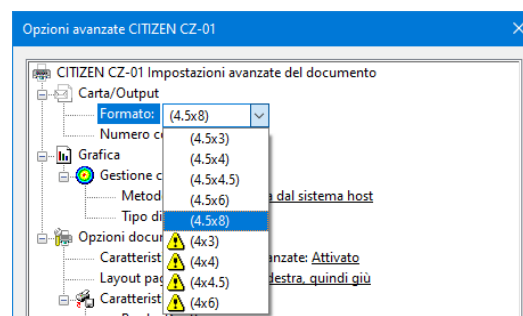 Opzioni avanzate CITIZEN CZ-01
CITIZEN CZ-01 Impostazioni avanzate del documento
Carta/Output
Formato: (4.5x8)
Numero c
(4.5x3)
Grafica
(4.5x4)
Gestione c
(4.5x4.5)
Metod
(4.5x6)
a dal sistema host
Tipo di
(4.5x8)
Opzioni docur
(4x3)
Caratterist
(4x4)
anzate: Attivato
Layout pag
(4x4.5)
destra, quindi giù
Caratterist
(4x6)